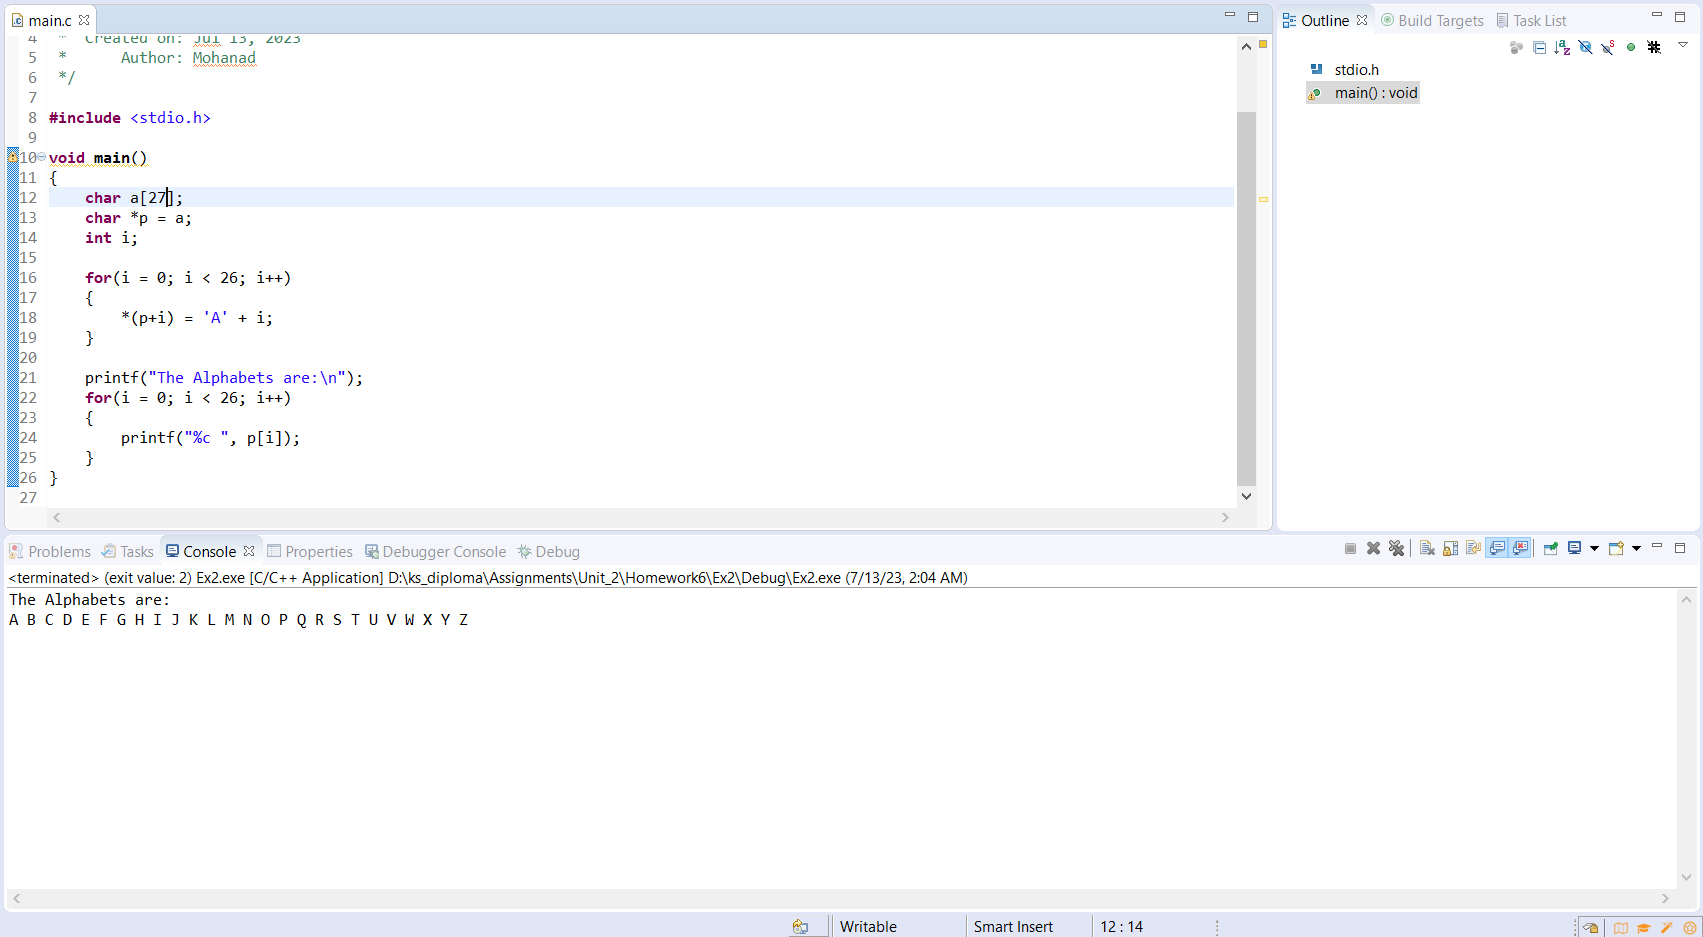 main.c
4 * Created on: Jul 13, 2023
5 *      Author: Mohanad
6 */
7
8 #include <stdio.h>
9
10 void main()
11 {
12     char a[27];
13     char *p = a;
14     int i;
15
16     for(i = 0; i < 26; i++)
17     {
18         *(p+i) = 'A' + i;
19     }
20
21     printf("The Alphabets are:\n");
22     for(i = 0; i < 26; i++)
23     {
24         printf("%c ", p[i]);
25     }
26 }
27
Outline Build Targets Task List
stdio.h
main() : void
Problems Tasks Console Properties Debugger Console Debug
<terminated> (exit value: 2) Ex2.exe [C/C++ Application] D:\ks_diploma\Assignments\Unit_2\Homework6\Ex2\Debug\Ex2.exe (7/13/23, 2:04 AM)
The Alphabets are:
A B C D E F G H I J K L M N O P Q R S T U V W X Y Z
Writable Smart Insert 12 : 14